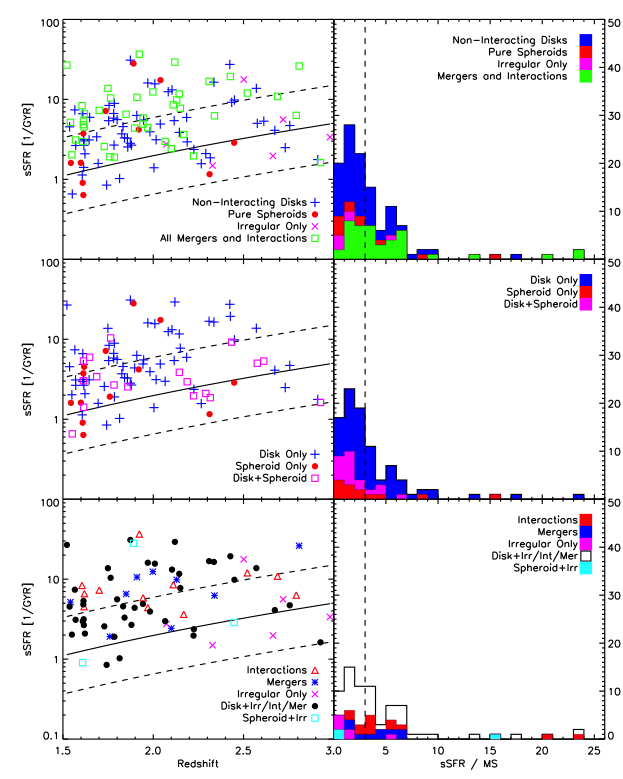 100
10
1
sSFR [1/GYR]
Non-Interacting Disks
Pure Spheroids
Irregular Only
All Mergers and Interactions
Non-Interacting Disks
Pure Spheroids
Irregular Only
Mergers and Interactions
50
40
30
20
10
100
10
1
sSFR [1/GYR]
Disk Only
Spheroid Only
Disk+Spheroid
Disk Only
Spheroid Only
Disk+Spheroid
50
40
30
20
10
100
10
1
0.1
sSFR [1/GYR]
Interactions
Mergers
Irregular Only
Disk+Irr/Int/Mer
Spheroid+Irr
Interactions
Mergers
Irregular Only
Disk+Irr/Int/Mer
Spheroid+Irr
50
40
30
20
10
0
1.5 2.0 2.5 3.0 5 10 15 20 25
Redshift sSFR / MS